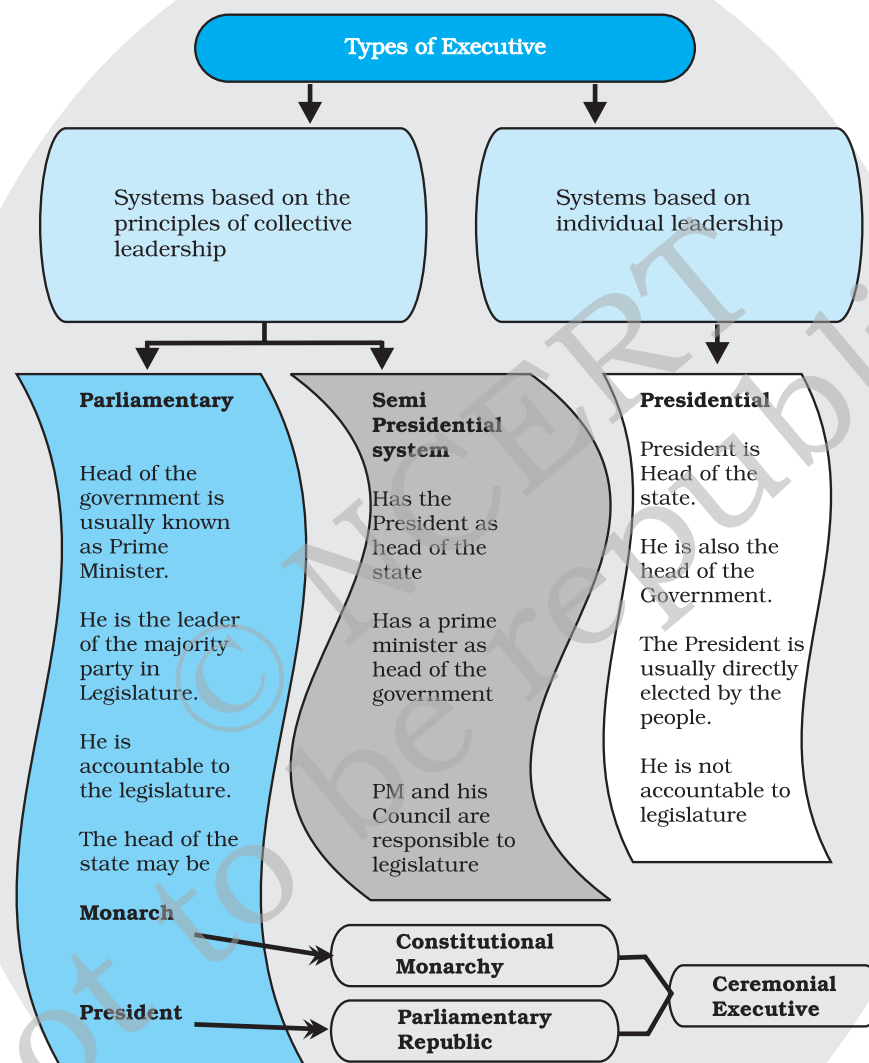 Types of Executive
Systems based on the
principles of collective
leadership
Systems based on
individual leadership
Parliamentary
Head of the
government is
usually known
as Prime
Minister.
He is the leader
of the majority
party in
Legislature.
He is
accountable to
the legislature.
The head of the
state may be
Monarch
President
Semi
Presidential
system
Has the
President as
head of the
state
Has a prime
minister as
head of the
government
PM and his
Council are
responsible to
legislature
Presidential
President is
Head of the
state.
He is also the
head of the
Government.
The President is
usually directly
elected by the
people.
He is not
accountable to
legislature
Constitutional
Monarchy
Parliamentary
Republic
Ceremonial
Executive
© NCERT
not to be republi